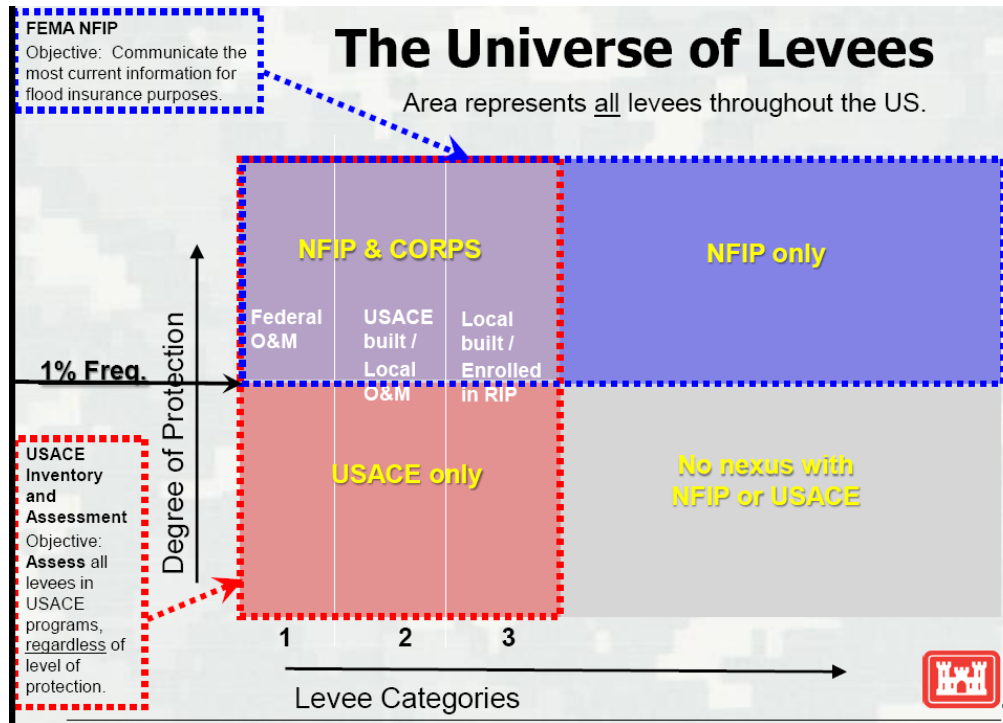 The Universe of Levees
Area represents all levees throughout the US.
FEMA NFIP
Objective: Communicate the
most current information for
flood insurance purposes.
NFIP & CORPS
NFIP only
Federal
O&M
USACE
built /
Local
O&M
Local
built /
Enrolled
in RIP
1% Freq.
Degree of Protection
USACE only
No nexus with
NFIP or USACE
USACE
Inventory
and
Assessment
Objective:
Assess all
levees in
USACE
programs,
regardless of
level of
protection.
1
2
3
Levee Categories